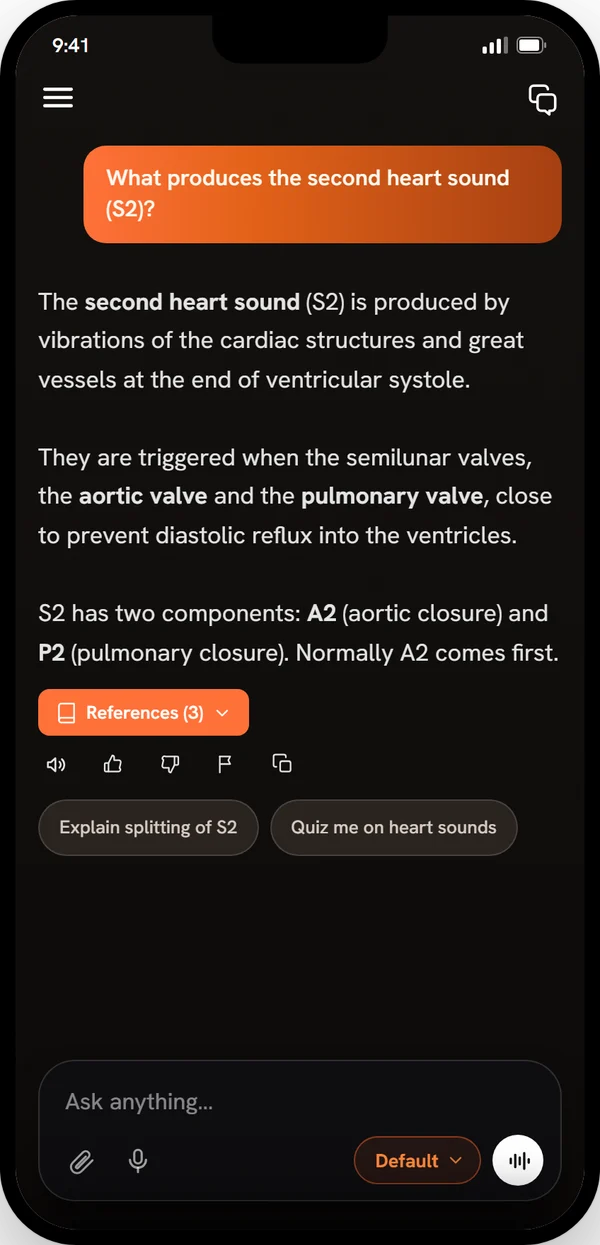 9:41
What produces the second heart sound
(S2)?
The second heart sound (S2) is produced by
vibrations of the cardiac structures and great
vessels at the end of ventricular systole.
They are triggered when the semilunar valves,
the aortic valve and the pulmonary valve, close
to prevent diastolic reflux into the ventricles.
S2 has two components: A2 (aortic closure) and
P2 (pulmonary closure). Normally A2 comes first.
References (3)
Explain splitting of S2
Quiz me on heart sounds
Ask anything...
Default